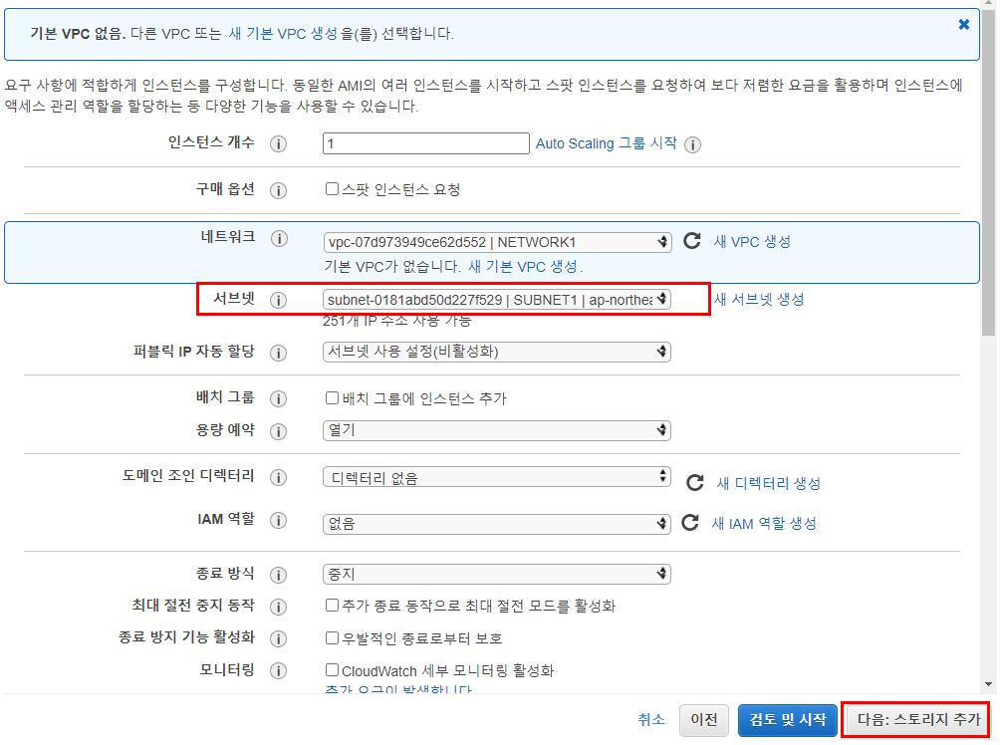 기본 VPC 없음. 다른 VPC 또는 새 기본 VPC 생성을(를) 선택합니다.
요구 사항에 적합하게 인스턴스를 구성합니다. 동일한 AMI의 여러 인스턴스를 시작하고 스팟 인스턴스를 요청하여 보다 저렴한 요금을 활용하며 인스턴스에
액세스 관리 역할을 할당하는 등 다양한 기능을 사용할 수 있습니다.
인스턴스 개수 1 Auto Scaling 그룹 시작
구매 옵션 스팟 인스턴스 요청
네트워크 vpc-07d973949ce62d552 | NETWORK1 새 VPC 생성
기본 VPC가 없습니다. 새 기본 VPC 생성.
서브넷 subnet-0181abd50d227f529 | SUBNET1 | ap-northea 새 서브넷 생성
251개 IP 주소 사용 가능
퍼블릭 IP 자동 할당 서브넷 사용 설정(비활성화)
배치 그룹 배치 그룹에 인스턴스 추가
용량 예약 열기
도메인 조인 디렉터리 디렉터리 없음 새 디렉터리 생성
IAM 역할 없음 새 IAM 역할 생성
종료 방식 중지
최대 절전 중지 동작 추가 종료 동작으로 최대 절전 모드를 활성화
종료 방지 기능 활성화 우발적인 종료로부터 보호
모니터링 CloudWatch 세부 모니터링 활성화
추가 요금이 발생합니다
취소 이전 검토 및 시작 다음: 스토리지 추가